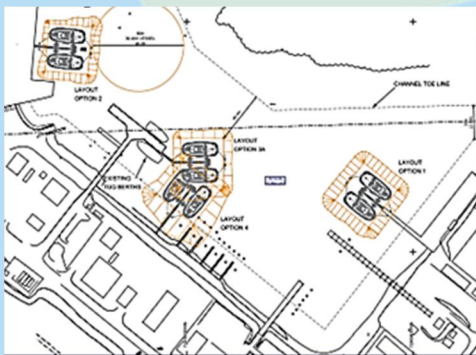 LAYOUT
OPTION 2
CHANNEL TOE LINE
LAYOUT
OPTION 3A
EXISTING
TUG BERTHS
LAYOUT
OPTION 1
LAYOUT
OPTION 4